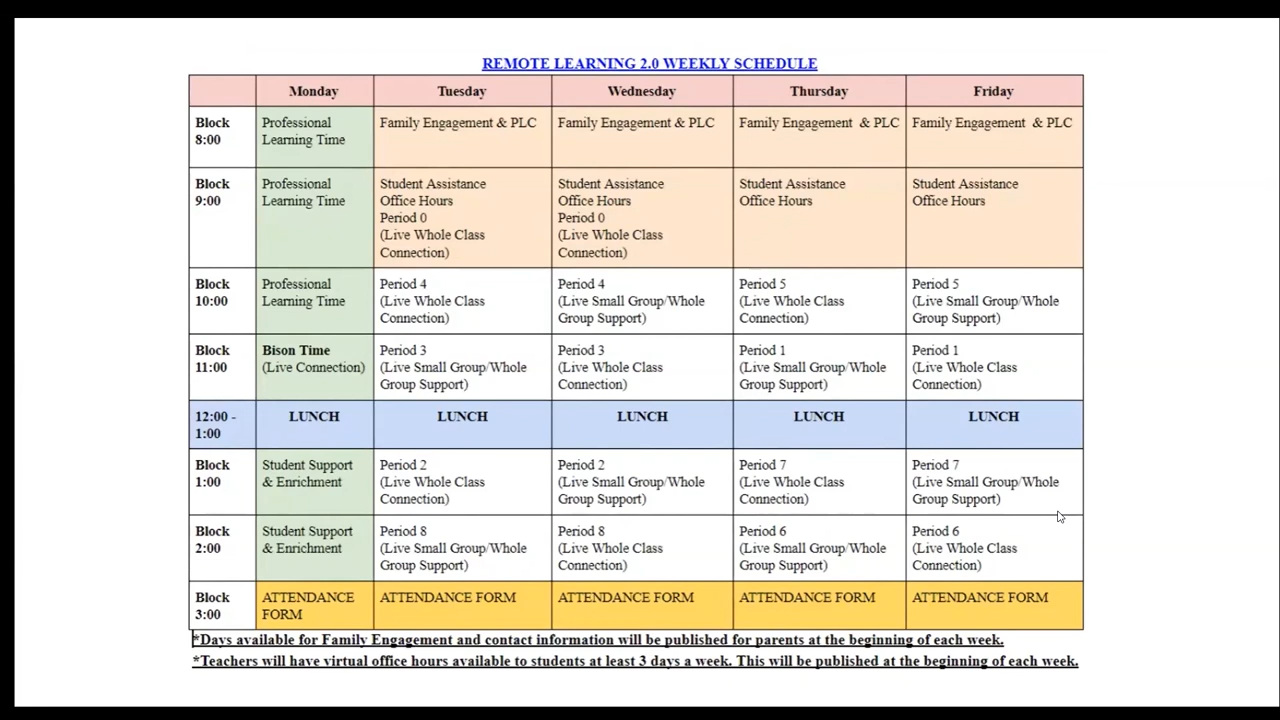 REMOTE LEARNING 2.0 WEEKLY SCHEDULE
Monday Tuesday Wednesday Thursday Friday
Block 8:00
Professional Learning Time
Family Engagement & PLC
Family Engagement & PLC
Family Engagement & PLC
Family Engagement & PLC
Block 9:00
Professional Learning Time
Student Assistance
Office Hours
Period 0
(Live Whole Class
Connection)
Student Assistance
Office Hours
Period 0
(Live Whole Class
Connection)
Student Assistance
Office Hours
Student Assistance
Office Hours
Block
10:00
Professional
Learning Time
Period 4
(Live Whole Class
Connection)
Period 4
(Live Small Group/Whole
Group Support)
Period 5
(Live Whole Class
Connection)
Period 5
(Live Small Group/Whole
Group Support)
Block
11:00
Bison Time
(Live Connection)
Period 3
(Live Small Group/Whole
Group Support)
Period 3
(Live Whole Class
Connection)
Period 1
(Live Small Group/Whole
Group Support)
Period 1
(Live Whole Class
Connection)
12:00 -
1:00
LUNCH
LUNCH
LUNCH
LUNCH
LUNCH
Block
1:00
Student Support
& Enrichment
Period 2
(Live Whole Class
Connection)
Period 2
(Live Small Group/Whole
Group Support)
Period 7
(Live Whole Class
Connection)
Period 7
(Live Small Group/Whole
Group Support)
Block
2:00
Student Support
& Enrichment
Period 8
(Live Small Group/Whole
Group Support)
Period 8
(Live Whole Class
Connection)
Period 6
(Live Small Group/Whole
Group Support)
Period 6
(Live Whole Class
Connection)
Block
3:00
ATTENDANCE
FORM
ATTENDANCE FORM
ATTENDANCE FORM
ATTENDANCE FORM
ATTENDANCE FORM
*Days available for Family Engagement and contact information will be published for parents at the beginning of each week.
*Teachers will have virtual office hours available to students at least 3 days a week. This will be published at the beginning of each week.